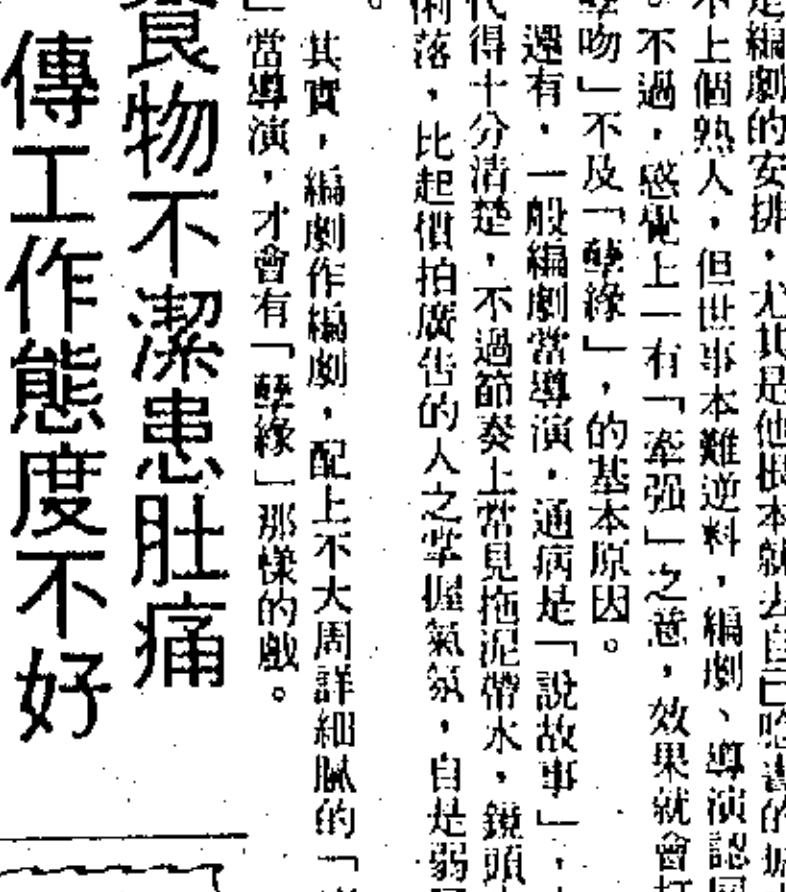 是編劇的安排，尤其是他根本就去自己唸書的
不上個熟人，但世事本難逆料，編劇、導演認
。不過，感覺上一有「牽强」之意，效果就會打
吻」不及「孽緣」，的基本原因。
還有，一般編劇當導演，通病是「說故事」，
代得十分清楚，不過節奏上常見拖泥帶水，鏡頭
俐落，比起慣拍廣告的人之掌握氣氛，自是弱
。
其實，編劇作編劇，配上不大周詳細膩的「
」當導演，才會有「孽緣」那樣的戲。
食物不潔患肚痛
傳工作態度不好